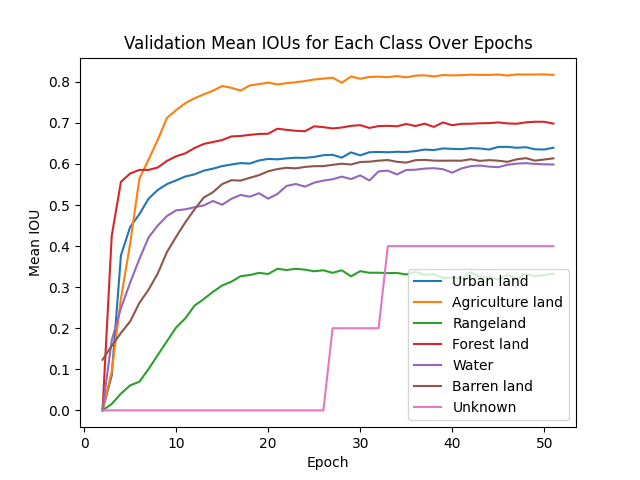 Validation Mean IOUs for Each Class Over Epochs
Mean IOU
0.8
0.7
0.6
0.5
0.4
0.3
0.2
0.1
0.0
0
10
20
30
40
50
Epoch
Urban land
Agriculture land
Rangeland
Forest land
Water
Barren land
Unknown